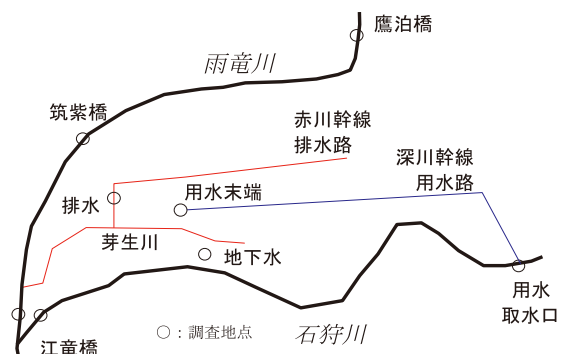 鷹泊橋
雨竜川
筑紫橋
赤川幹線
排水路
深川幹線
用水路
用水末端
排水
芽生川
地下水
用水
取水口
○：調査地点
石狩川
江竜橋